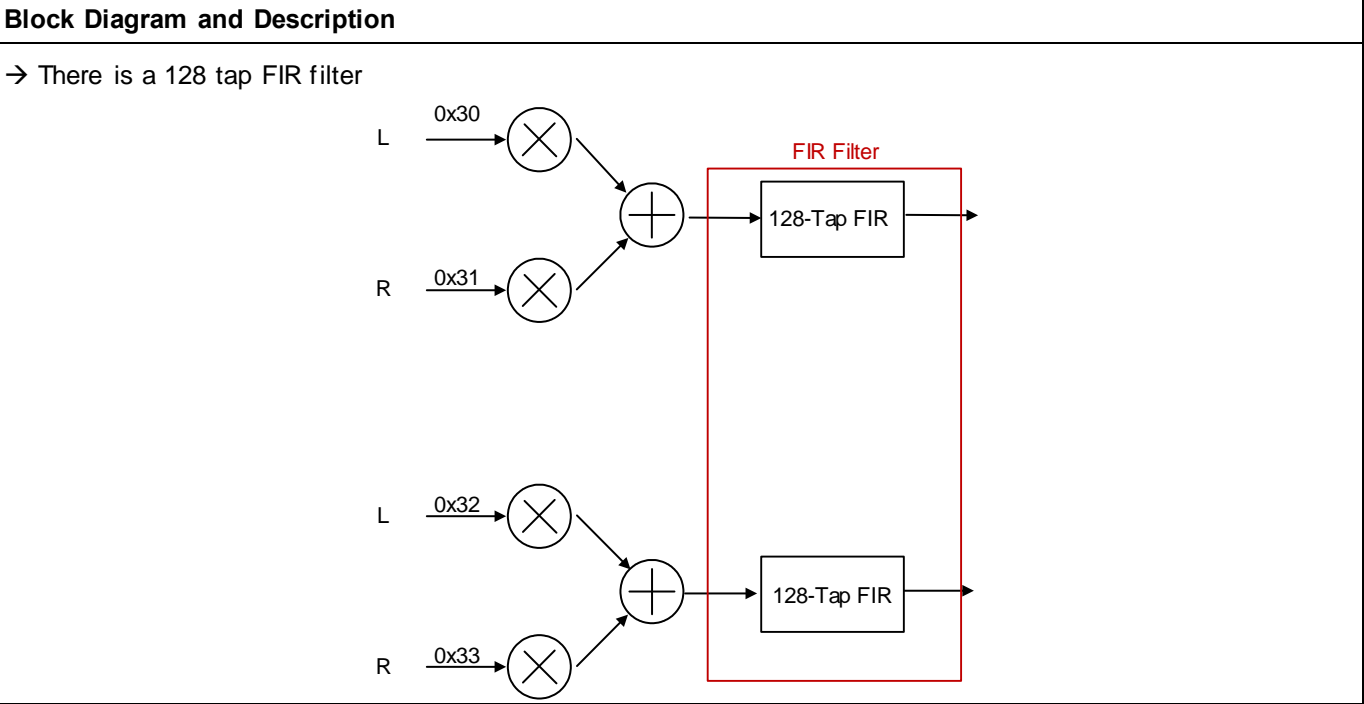 Block Diagram and Description
→ There is a 128 tap FIR filter
0x30
L
FIR Filter
128-Tap FIR
0x31
R
0x32
L
128-Tap FIR
0x33
R